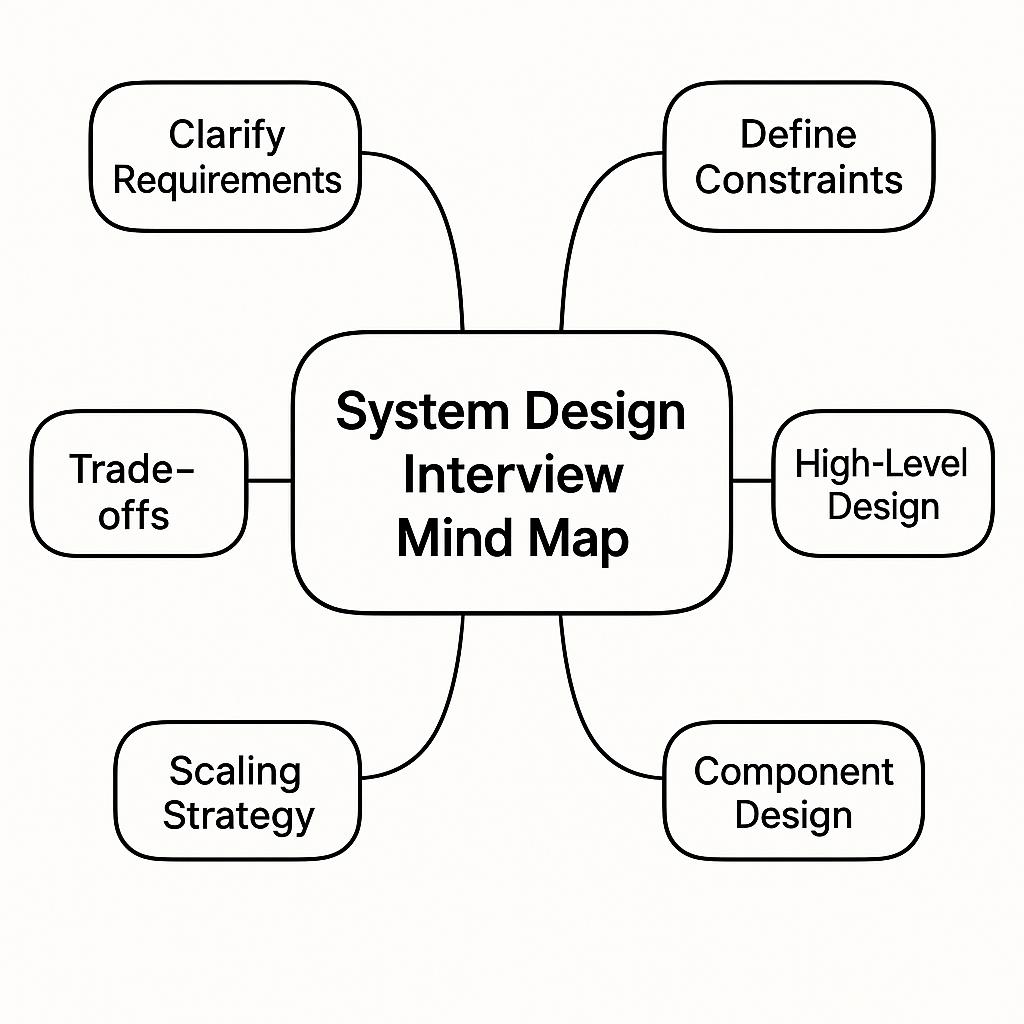 Clarify
Requirements
Define
Constraints
System Design
Interview
Mind Map
Trade-
offs
High-Level
Design
Scaling
Strategy
Component
Design